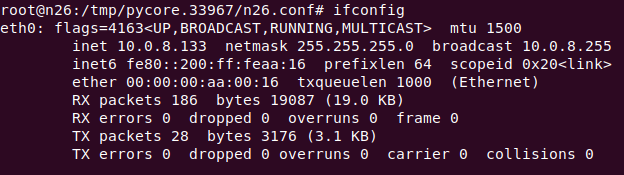 root@n26:/tmp/pycore.33967/n26.conf# ifconfig
eth0: flags=4163<UP,BROADCAST,RUNNING,MULTICAST>  mtu 1500
        inet 10.0.8.133  netmask 255.255.255.0  broadcast 10.0.8.255
        inet6 fe80::200:ff:feaa:16  prefixlen 64  scopeid 0x20<link>
        ether 00:00:00:aa:00:16  txqueuelen 1000  (Ethernet)
        RX packets 186  bytes 19087 (19.0 KB)
        RX errors 0  dropped 0  overruns 0  frame 0
        TX packets 28  bytes 3176 (3.1 KB)
        TX errors 0  dropped 0 overruns 0  carrier 0  collisions 0